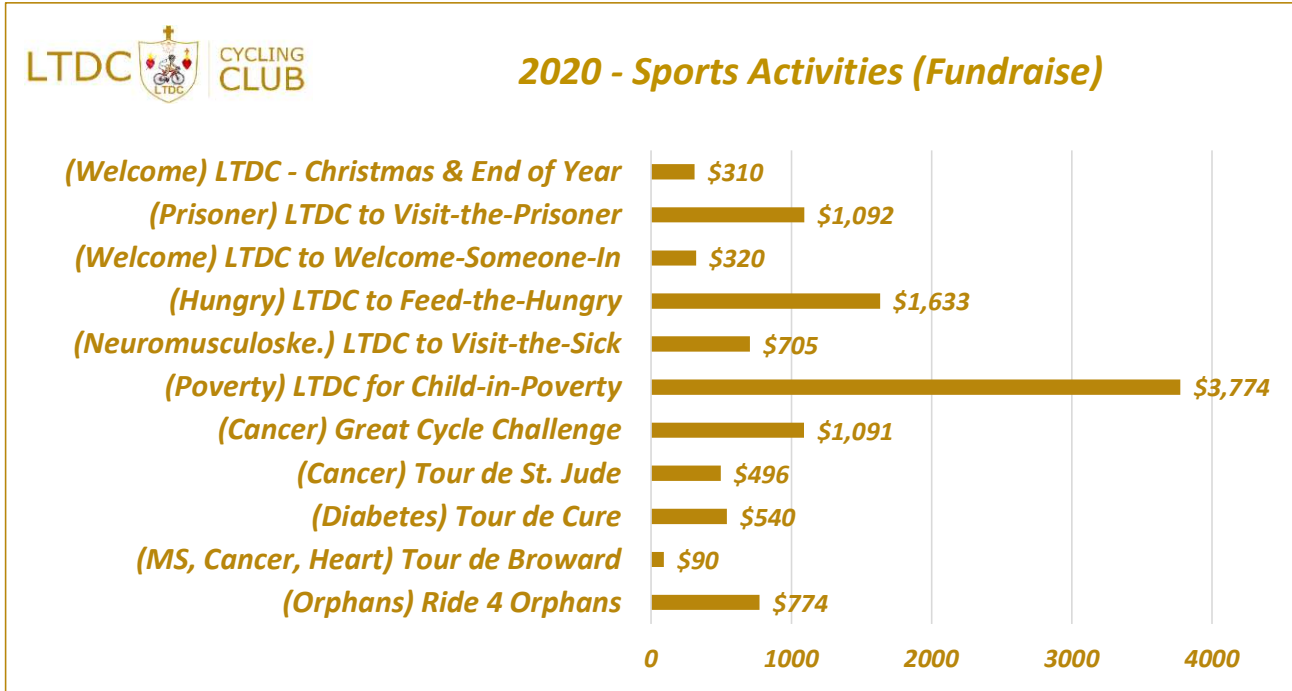 LTDC
CYCLING
CLUB
LTDC
2020 - Sports Activities (Fundraise)
(Welcome) LTDC - Christmas & End of Year $310
(Prisoner) LTDC to Visit-the-Prisoner $1,092
(Welcome) LTDC to Welcome-Someone-In $320
(Hungry) LTDC to Feed-the-Hungry $1,633
(Neuromusculoske.) LTDC to Visit-the-Sick $705
(Poverty) LTDC for Child-in-Poverty $3,774
(Cancer) Great Cycle Challenge $1,091
(Cancer) Tour de St. Jude $496
(Diabetes) Tour de Cure $540
(MS, Cancer, Heart) Tour de Broward $90
(Orphans) Ride 4 Orphans $774
0 1000 2000 3000 4000